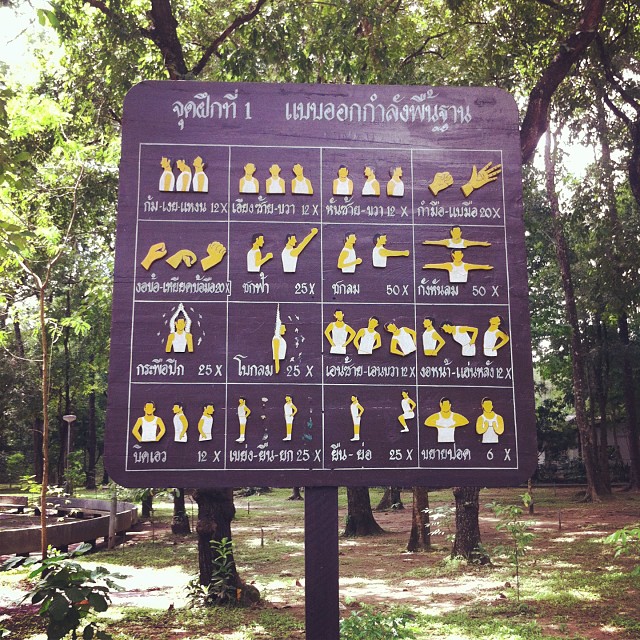 จุดฝึกที่ 1 แบบออกกำลังพื้นฐาน
ก้ม-เงย-แหงน 12 X เอียงซ้าย-ขวา 12 X หันซ้าย-ขวา 12 X กำมือ-แบมือ 20 X
งอข้อ-เหยียดข้อมือ 20 X ชกฟ้า 25 X ชกลม 50 X กังหันลม 50 X
กระพือปีก 25 X โบกลม 25 X เอนซ้าย-เอนขวา 12 X งอหน้า-แอ่นหลัง 12 X
บิดเอว 12 X เขย่ง-ยืน-ยก 25 X ยืน-ย่อ 25 X ขยายปอด 6 X